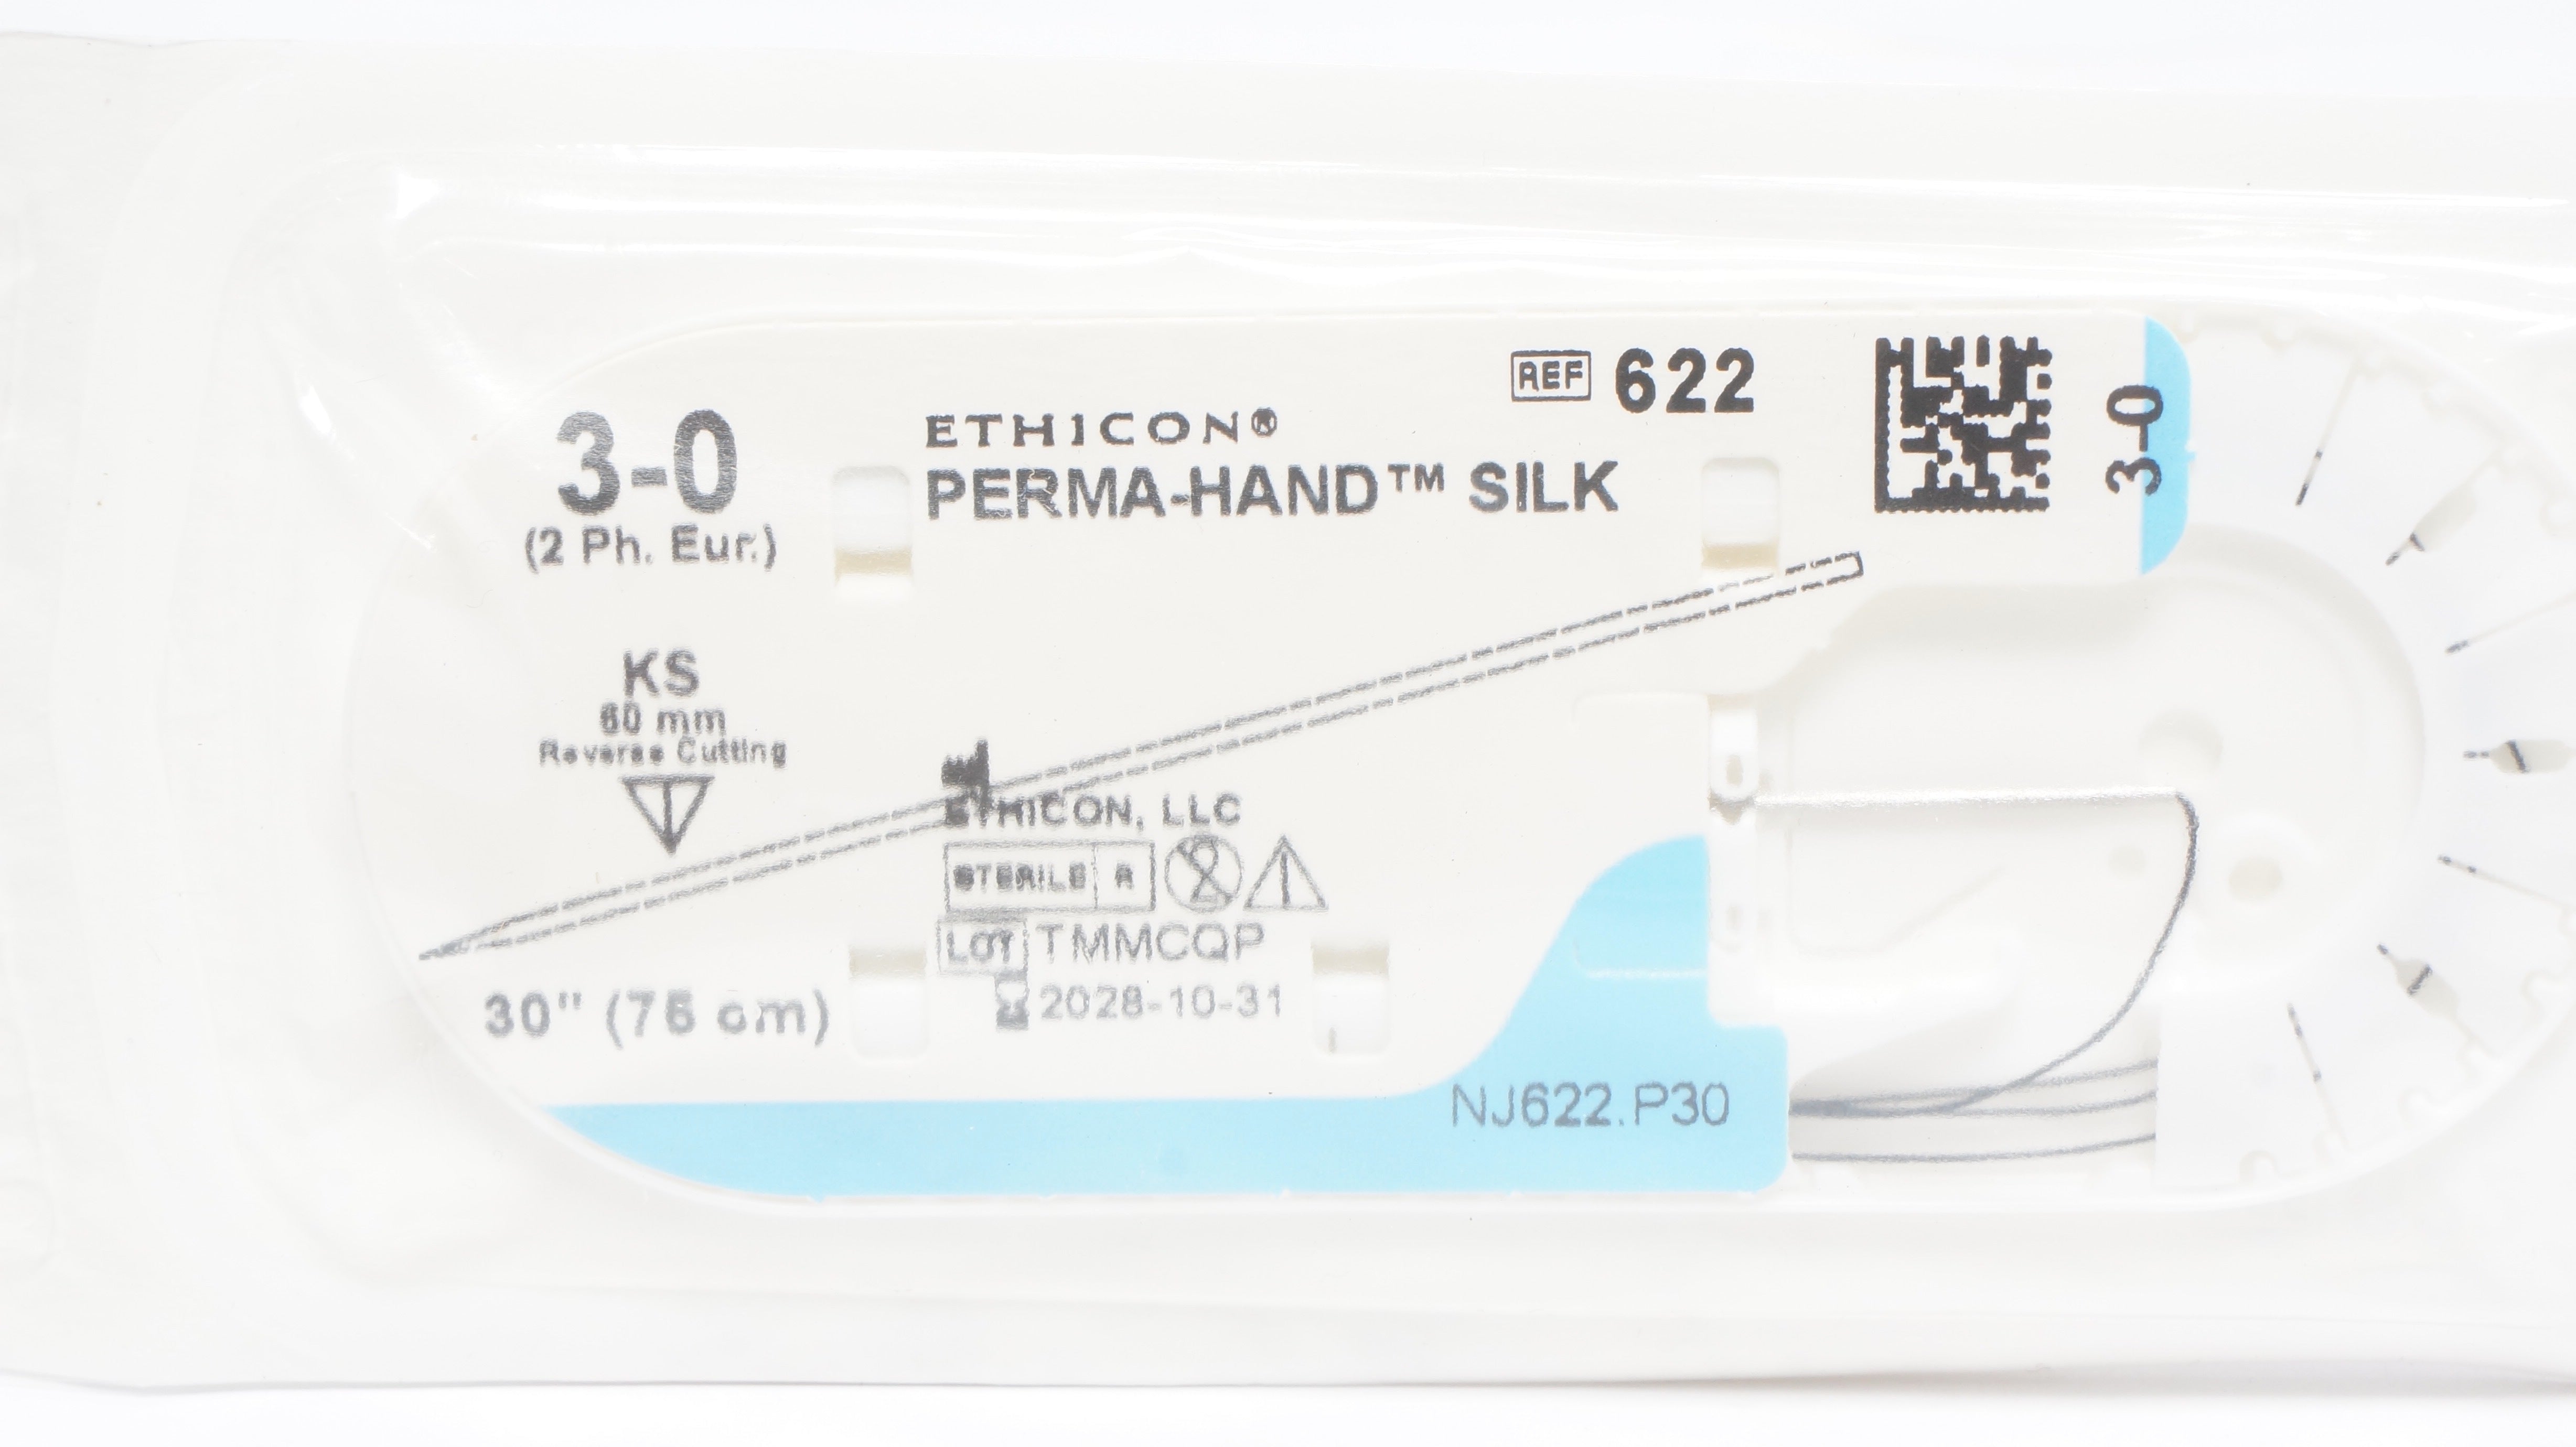 REF 622
3-0
ETHICON®
3-0
PERMA-HAND™ SILK
(2 Ph. Eur.)
KS
60 mm
Reverse Cutting
ETHICON, LLC
STERILE R
LOT TMMCQP
2028-10-31
30" (75 cm)
NJ622.P30